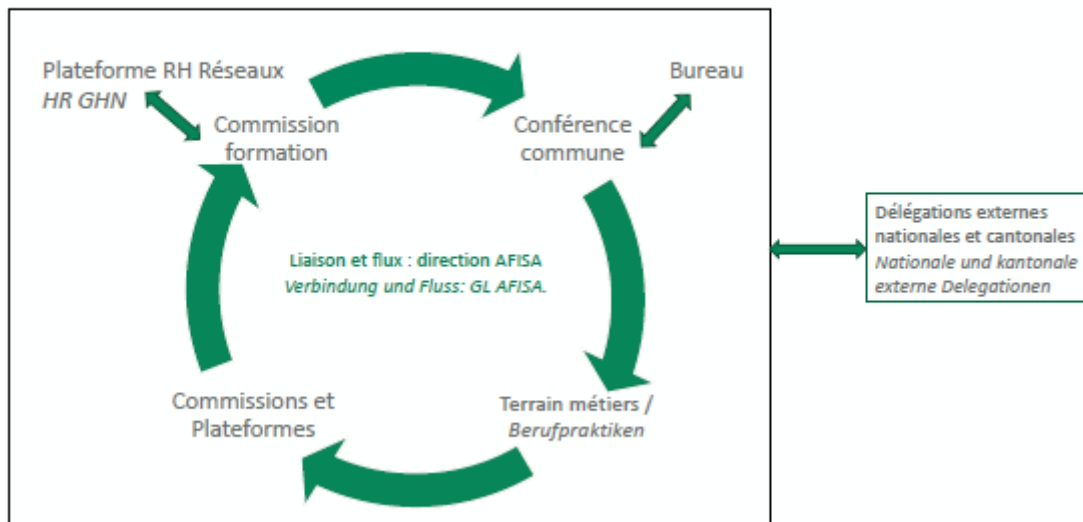 Plateforme RH Réseaux
HR GHN
Bureau
Commission
formation
Conférence
commune
Délégations externes
nationales et cantonales
Nationale und kantonale
externe Delegationen
Liaison et flux : direction AFISA
Verbindung und Fluss: GL AFISA.
Commissions et
Plateformes
Terrain métiers /
Berufpraktiken